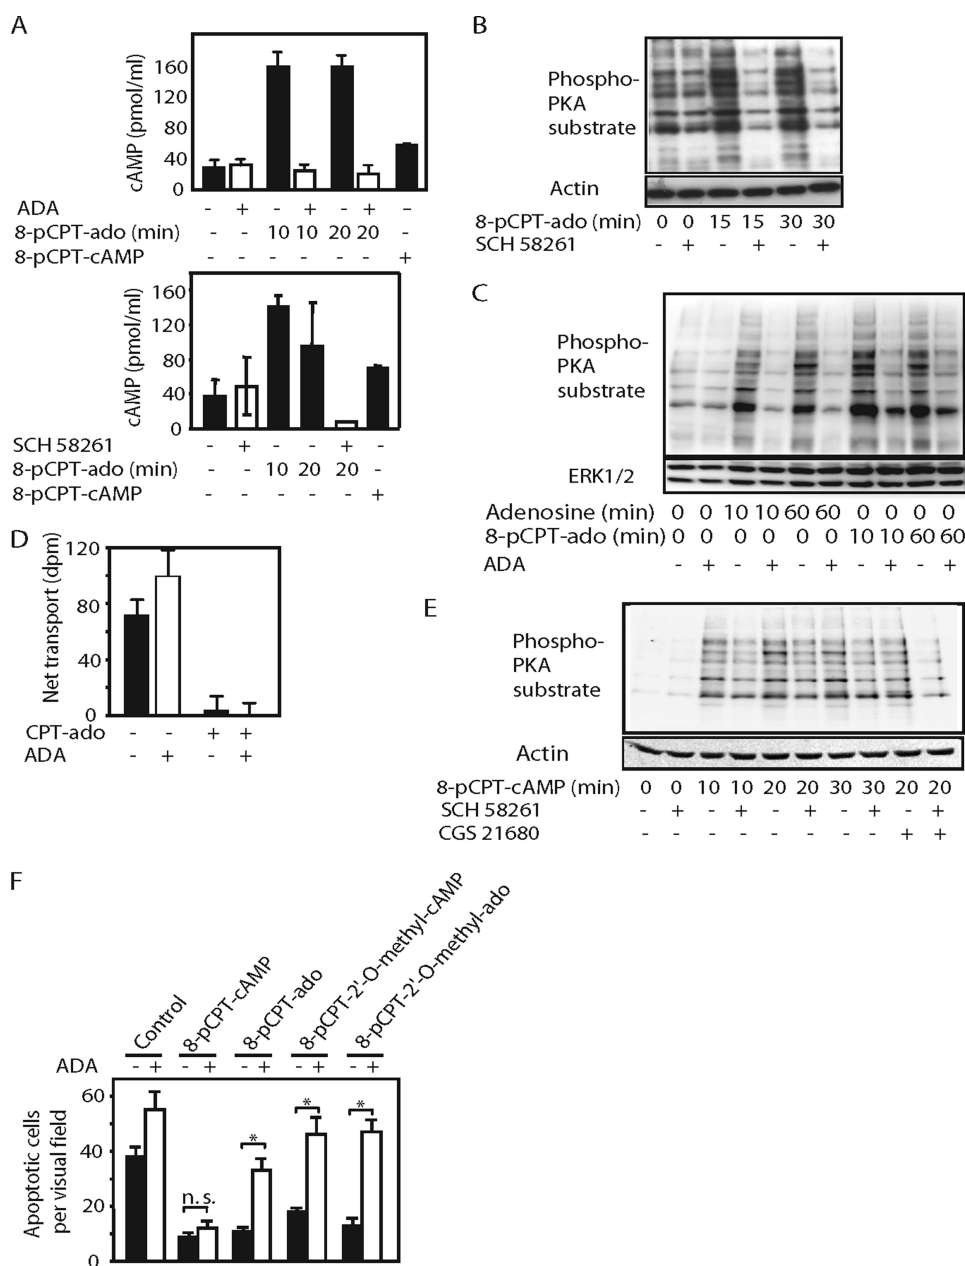 A
cAMP (pmol/ml)
160
120
80
40
0
ADA - + - + - + -
8-pCPT-ado (min) - - 10 10 20 20 -
8-pCPT-cAMP - - - - - - +
cAMP (pmol/ml)
160
120
80
40
0
SCH 58261 - + - - + -
8-pCPT-ado (min) - - 10 20 20 -
8-pCPT-cAMP - - - - - +
B
Phospho-
PKA
substrate
Actin
8-pCPT-ado (min) 0 0 15 15 30 30
SCH 58261 - + - + - +
C
Phospho-
PKA
substrate
ERK1/2
Adenosine (min) 0 0 10 10 60 60 0 0 0 0
8-pCPT-ado (min) 0 0 0 0 0 0 10 10 60 60
ADA - + - + - + - + - +
D
Net transport (dpm)
120
80
40
0
CPT-ado - - + +
ADA - + - +
E
Phospho-
PKA
substrate
Actin
8-pCPT-cAMP (min) 0 0 10 10 20 20 30 30 20 20
SCH 58261 - + - + - + - + - +
CGS 21680 - - - - - - - - + +
F
Control
8-pCPT-cAMP
8-pCPT-ado
8-pCPT-2'-O-methyl-cAMP
8-pCPT-2'-O-methyl-ado
ADA - + - + - + - + - +
Apoptotic cells
per visual field
60
40
20
0
n. s.
*
*
*